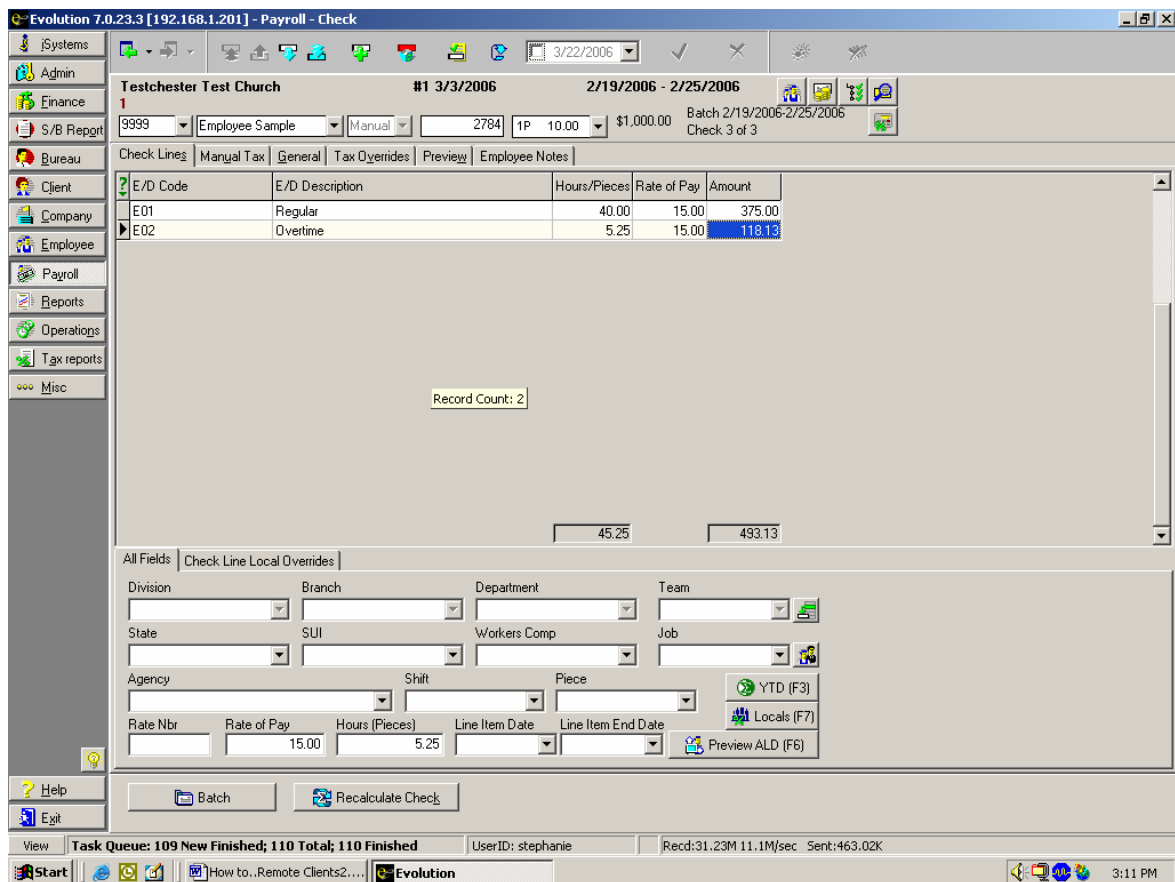 Evolution 7.0.23.3 [192.168.1.201] - Payroll - Check
jSystems
Admin
Finance
S/B Report
Bureau
Client
Company
Employee
Payroll
Reports
Operations
Tax reports
Misc
Help
Exit
3/22/2006
Testchester Test Church #1 3/3/2006 2/19/2006 - 2/25/2006
1
9999 Employee Sample Manual 2784 1P 10.00 $1,000.00 Batch 2/19/2006-2/25/2006
Check 3 of 3
Check Lines Manual Tax General Tax Overrides Preview Employee Notes
? E/D Code E/D Description Hours/Pieces Rate of Pay Amount
E01 Regular 40.00 15.00 375.00
E02 Overtime 5.25 15.00 118.13
Record Count: 2
45.25 493.13
All Fields Check Line Local Overrides
Division Branch Department Team
State SUI Workers Comp Job
Agency Shift Piece
YTD (F3)
Locals (F7)
Rate Nbr Rate of Pay Hours (Pieces) Line Item Date Line Item End Date
15.00 5.25 Preview ALD (F6)
Batch Recalculate Check
View Task Queue: 109 New Finished; 110 Total; 110 Finished UserID: stephanie Recd:31.23M 11.1M/sec Sent:463.02K
Start How to..Remote Clients2.... Evolution 3:11 PM